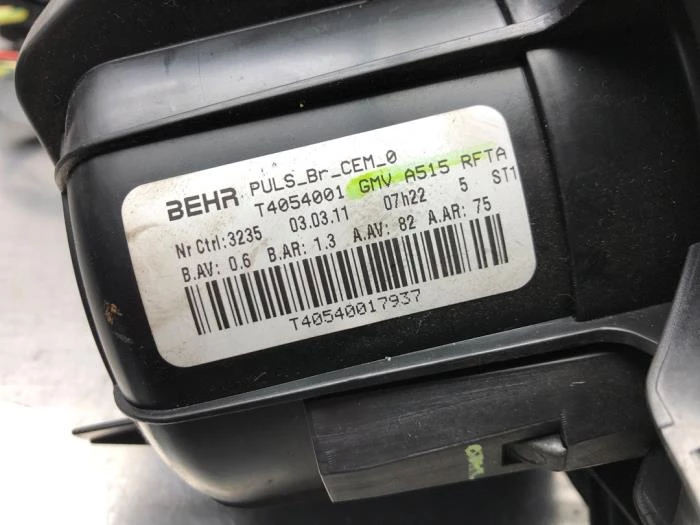 BEHR PULS_Br_CEM_0
T4054001 GMV A515 RFTA
Nr Ctrl:3235 03.03.11 07h22 5 ST1
B.AV: 0.6 B.AR: 1.3 A.AV: 82 A.AR: 75
T40540017937